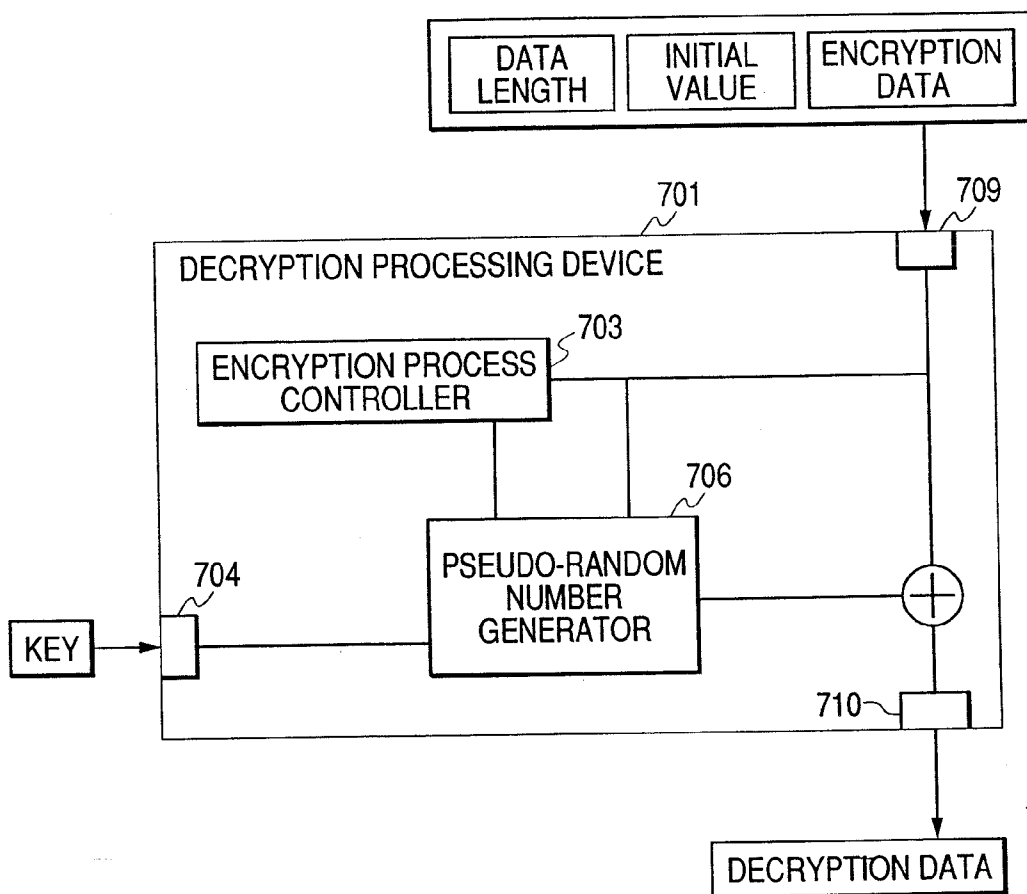 DATA
LENGTH
INITIAL
VALUE
ENCRYPTION
DATA
701
709
DECRYPTION PROCESSING DEVICE
703
ENCRYPTION PROCESS
CONTROLLER
706
PSEUDO-RANDOM
NUMBER
GENERATOR
704
KEY
710
DECRYPTION DATA